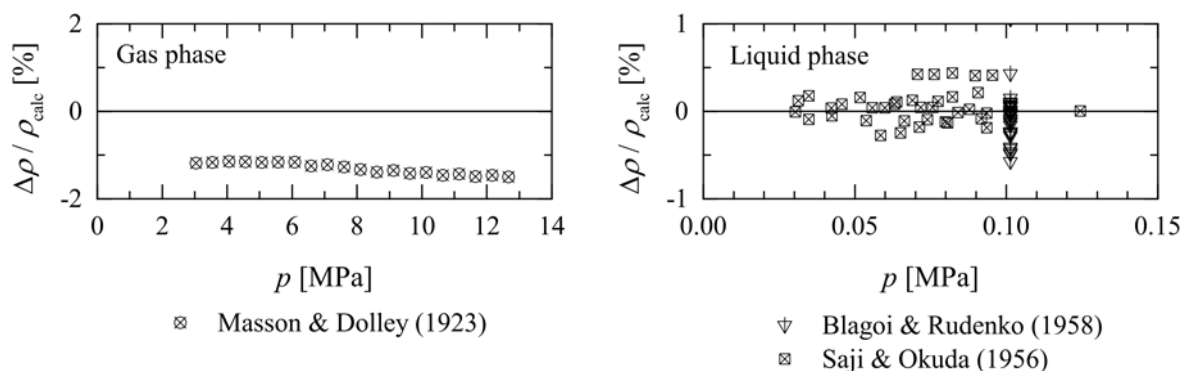 Δρ / ρcalc [%]
2
1
0
-1
-2
Gas phase
0 2 4 6 8 10 12 14
p [MPa]
Masson & Dolley (1923)
Δρ / ρcalc [%]
1
0
-1
Liquid phase
0.00 0.05 0.10 0.15
p [MPa]
Blagoi & Rudenko (1958)
Saji & Okuda (1956)